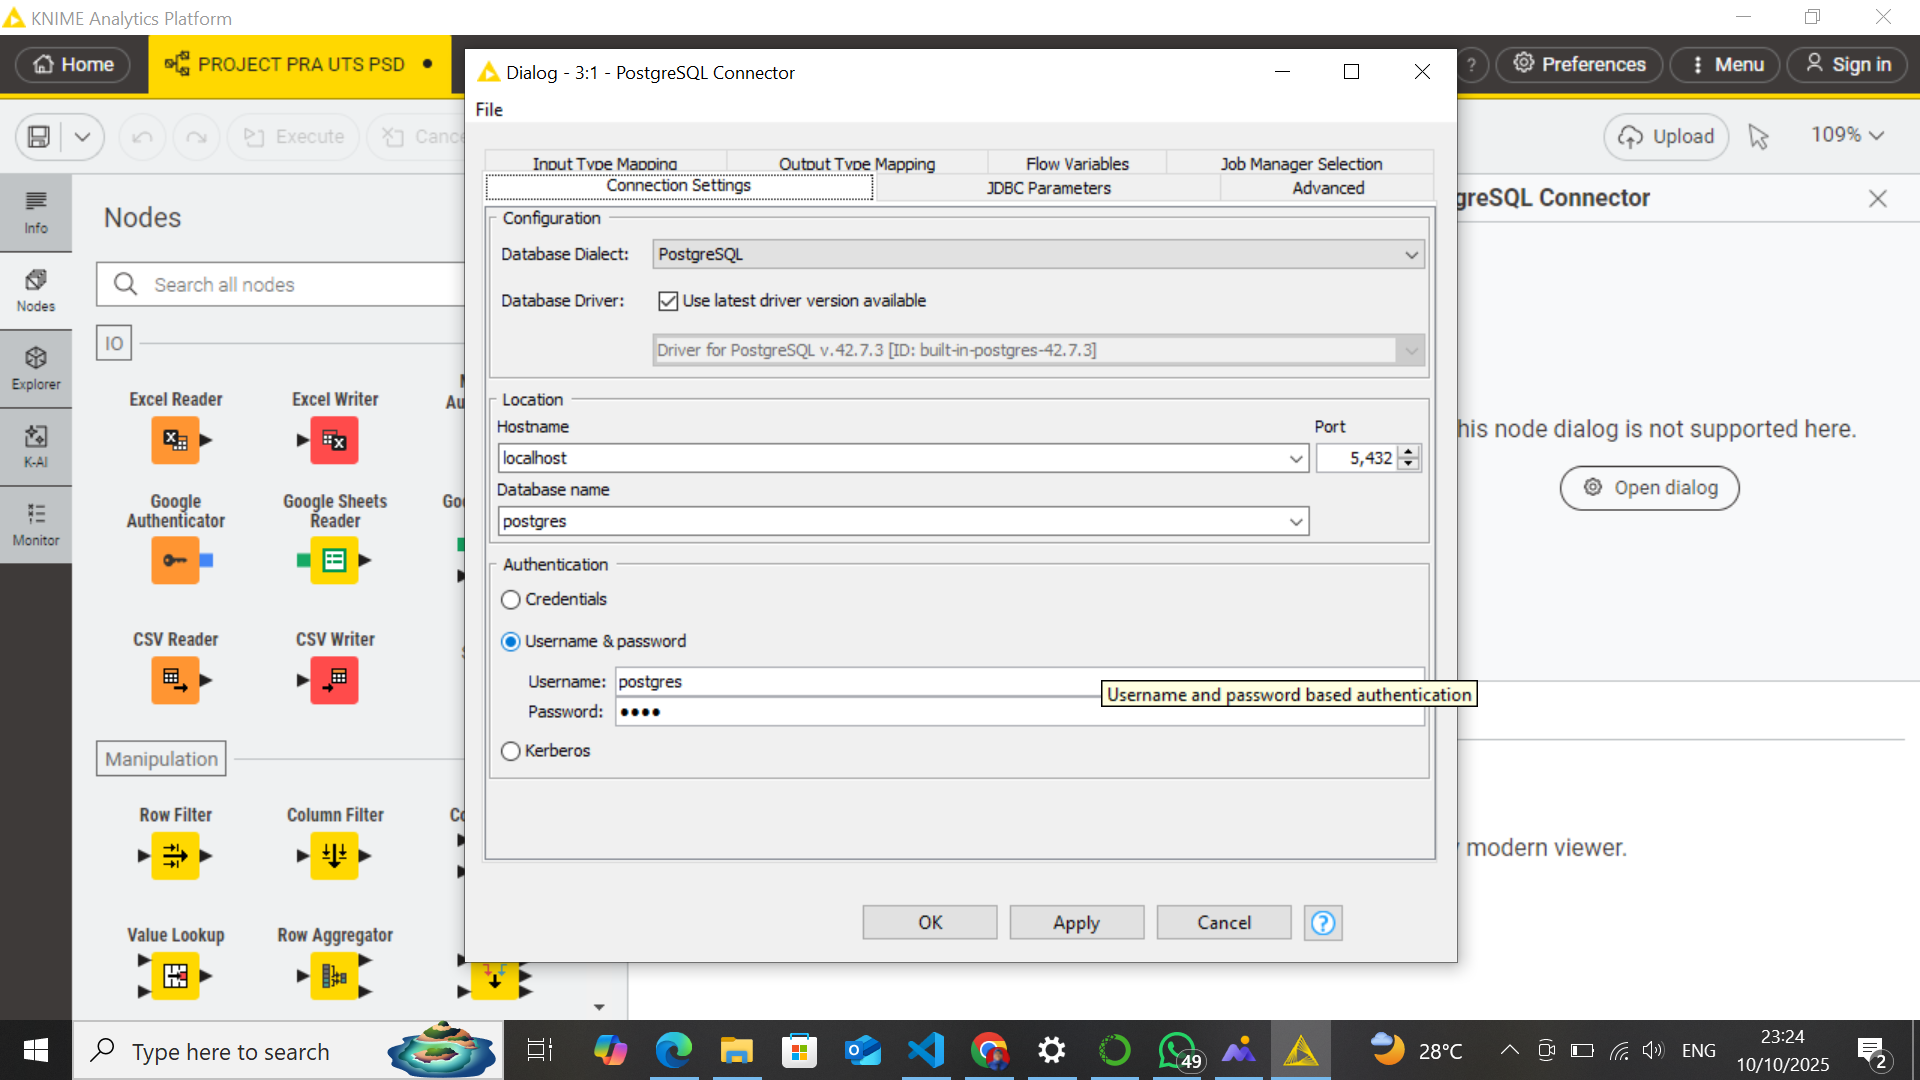 KNIME Analytics Platform
Home
PROJECT PRA UTS PSD
Dialog - 3:1 - PostgreSQL Connector
?
Preferences
Menu
Sign in
File
Execute
Upload
109%
Input Type Mapping
Output Type Mapping
Flow Variables
Job Manager Selection
Connection Settings
JDBC Parameters
Advanced
greSQL Connector
Info
Nodes
Explorer
K-AI
Monitor
Nodes
Search all nodes
IO
Excel Reader
Excel Writer
Google Authenticator
Google Sheets Reader
CSV Reader
CSV Writer
Manipulation
Row Filter
Column Filter
Value Lookup
Row Aggregator
Configuration
Database Dialect:
PostgreSQL
Database Driver:
Use latest driver version available
Driver for PostgreSQL v.42.7.3 [ID: built-in-postgres-42.7.3]
Location
Hostname
Port
localhost
5,432
Database name
postgres
Authentication
Credentials
Username & password
Username:
postgres
Username and password based authentication
Password:
●●●●
Kerberos
OK
Apply
Cancel
?
his node dialog is not supported here.
Open dialog
modern viewer.
Type here to search
49
28°C
ENG
23:24
10/10/2025
2